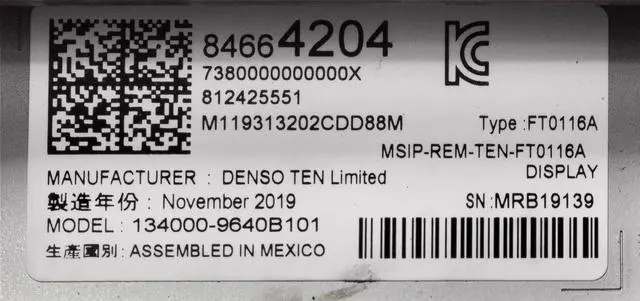 84664204
7380000000000X
812425551
M119313202CDD88M
KC
Type :FT0116A
MSIP-REM-TEN-FT0116A
DISPLAY
MANUFACTURER : DENSO TEN Limited
製造年份 : November 2019
SN:MRB19139
MODEL : 134000-9640B101
生產國別 : ASSEMBLED IN MEXICO